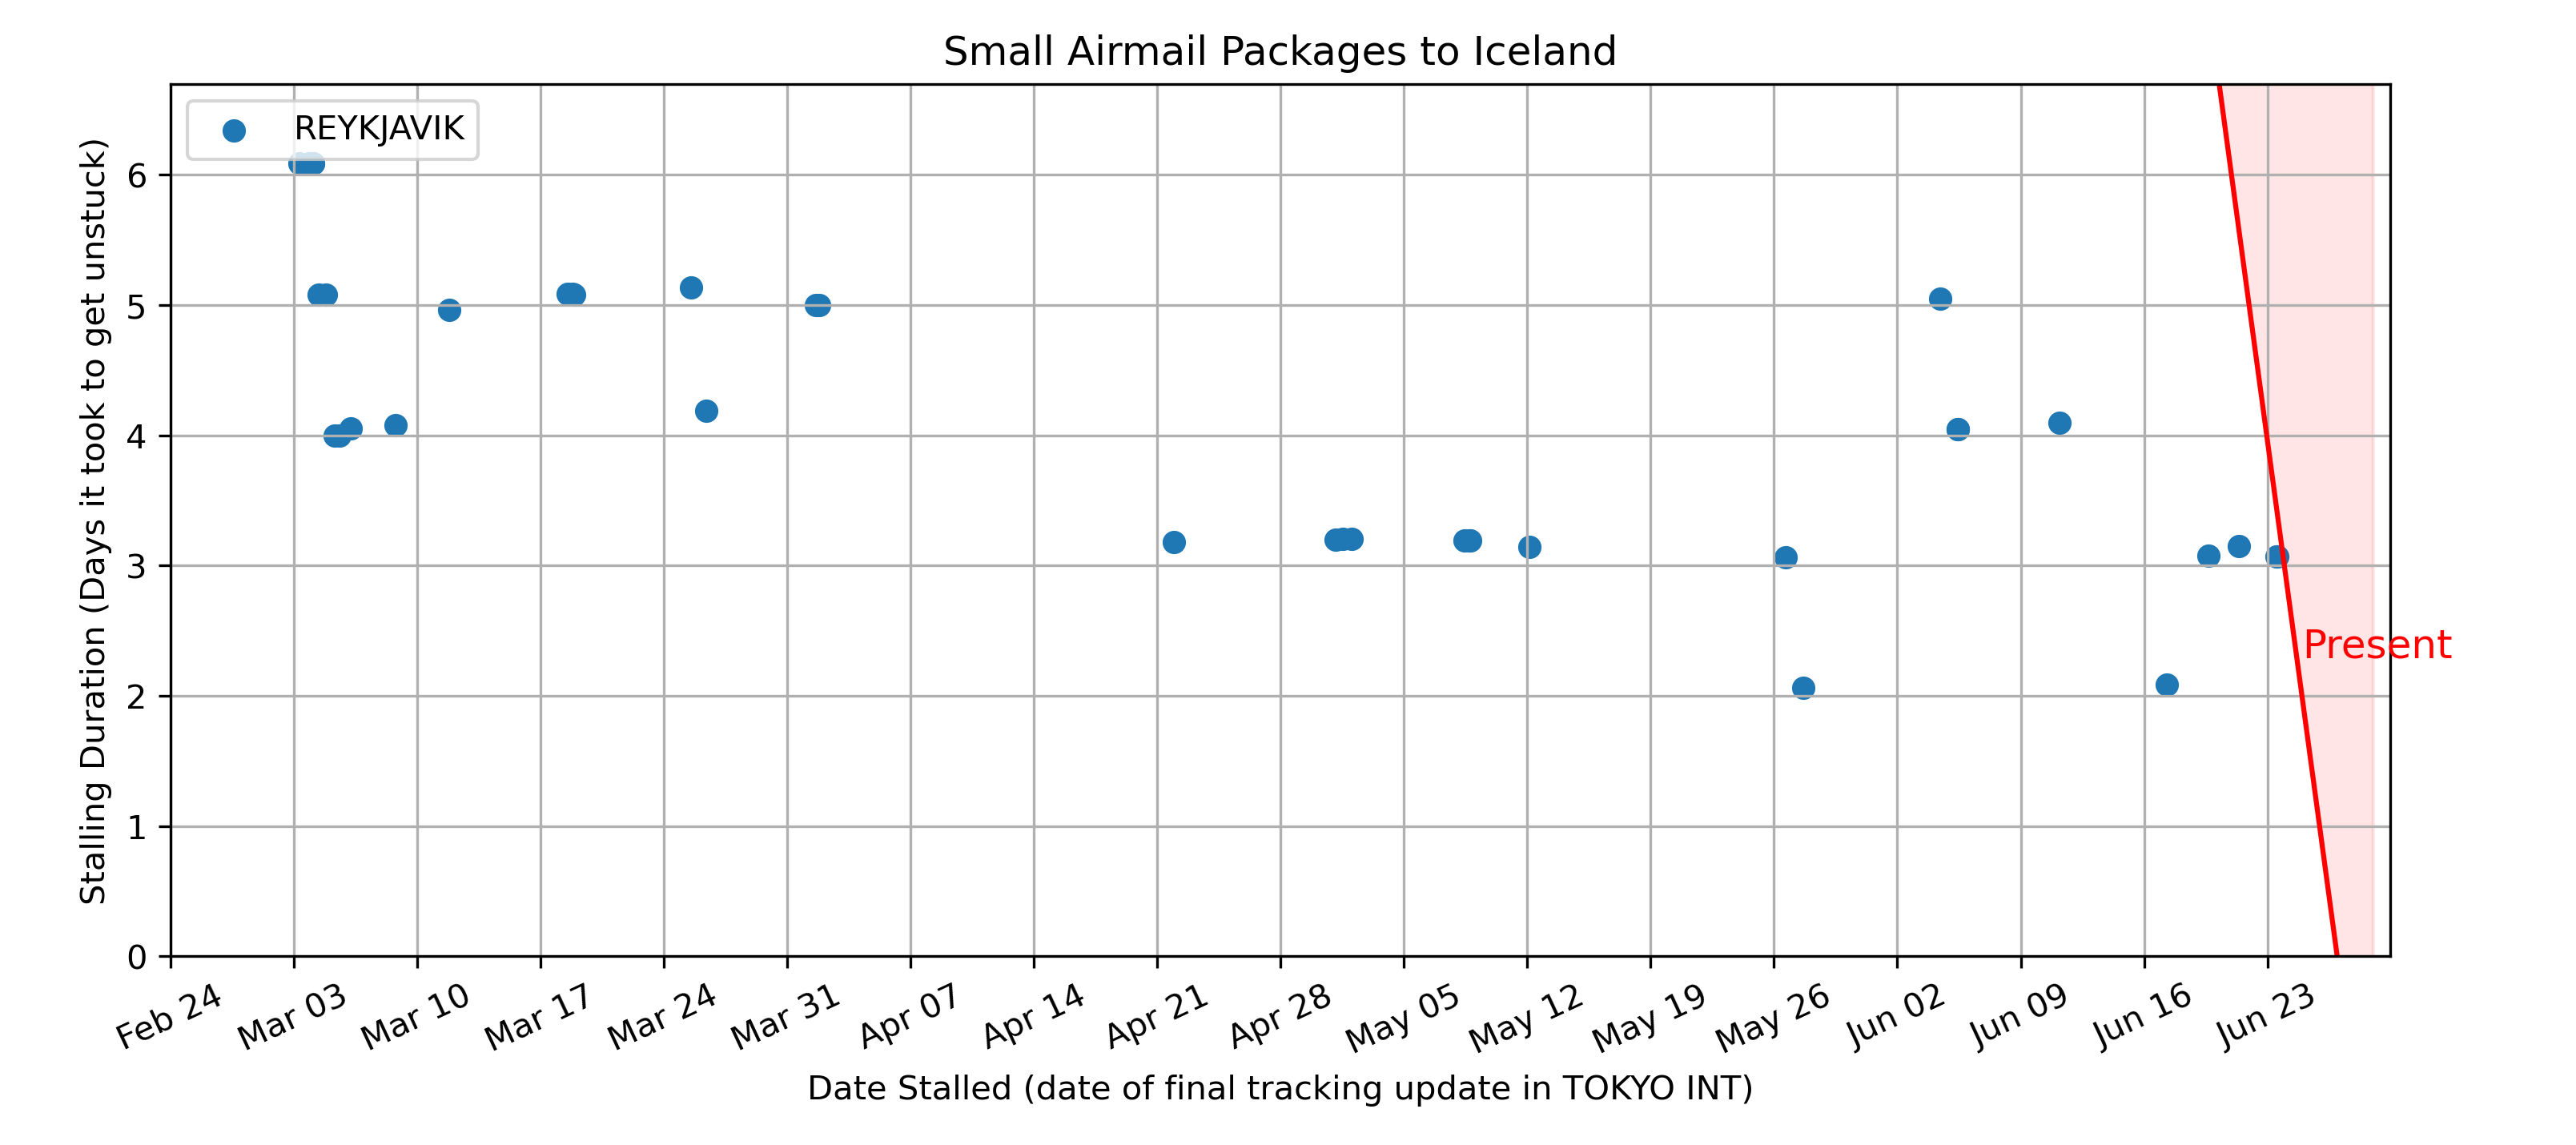 Small Airmail Packages to Iceland
REYKJAVIK
Stalling Duration (Days it took to get unstuck)
6
5
4
3
2
1
0
Present
Feb 24 Mar 03 Mar 10 Mar 17 Mar 24 Mar 31 Apr 07 Apr 14 Apr 21 Apr 28 May 05 May 12 May 19 May 26 Jun 02 Jun 09 Jun 16 Jun 23
Date Stalled (date of final tracking update in TOKYO INT)